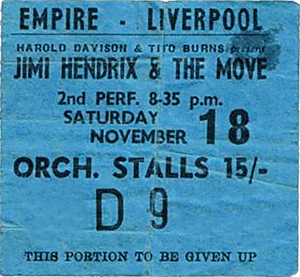 EMPIRE - LIVERPOOL
HAROLD DAVISON & TITO BURNS present
JIMI HENDRIX & THE MOVE
2nd PERF. 8-35 p.m.
SATURDAY
NOVEMBER 18
ORCH. STALLS 15/-
D 9
THIS PORTION TO BE GIVEN UP